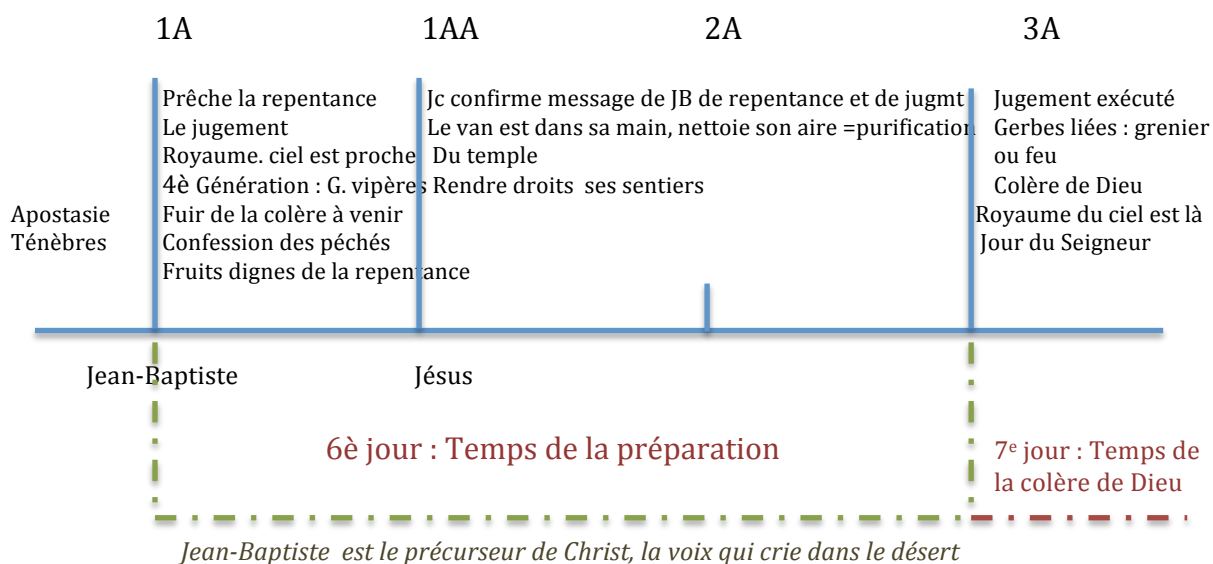 1A
1AA
2A
3A
Prêche la repentance
Le jugement
Royaume. ciel est proche
4è Génération : G. vipères
Fuir de la colère à venir
Confession des péchés
Fruits dignes de la repentance
Jc confirme message de JB de repentance et de jugmt
Le van est dans sa main, nettoie son aire =purification
Du temple
Rendre droits ses sentiers
Jugement exécuté
Gerbes liées : grenier
ou feu
Colère de Dieu
Royaume du ciel est là
Jour du Seigneur
Apostasie
Ténèbres
Jean-Baptiste
Jésus
6è jour : Temps de la préparation
7e jour : Temps de
la colère de Dieu
Jean-Baptiste est le précurseur de Christ, la voix qui crie dans le désert